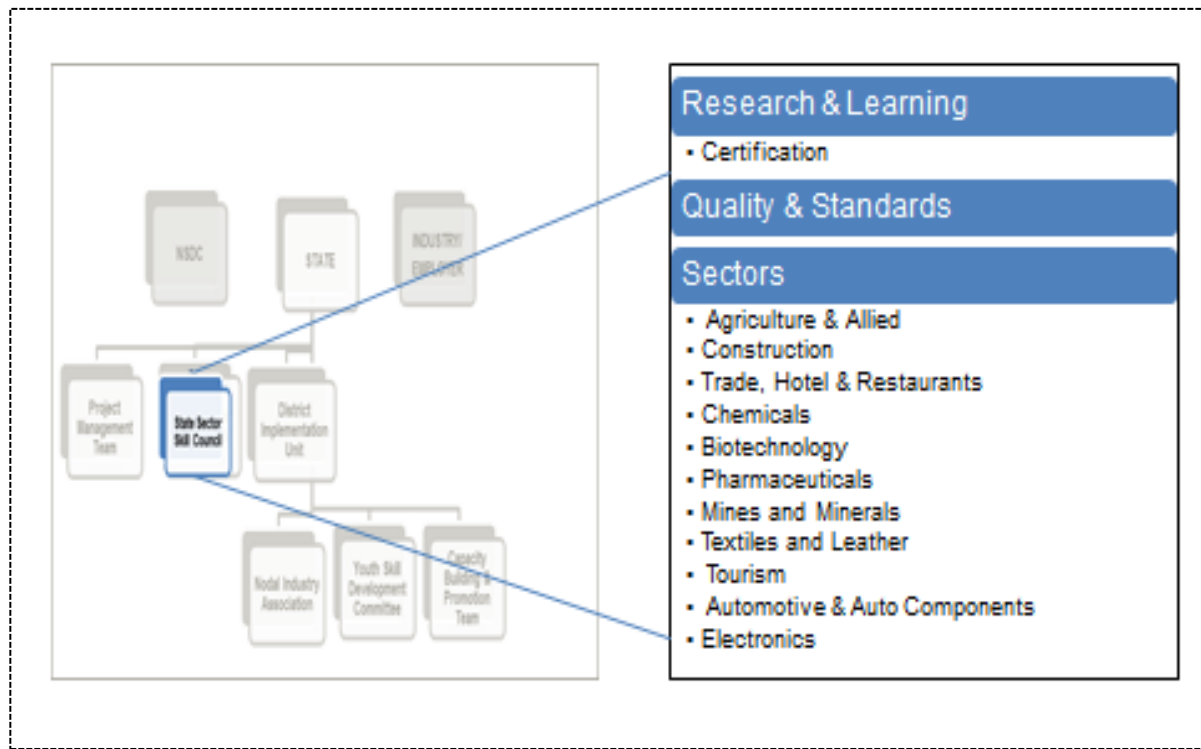 NSDC
STATE
INDUSTRY/
EMPLOYER
Project
Management
Team
State Sector
Skill Council
District
Implementation
Unit
Nodal Industry
Association
Youth Skill
Development
Committee
Capacity
Building &
Promotion
Team
Research & Learning
▪ Certification
Quality & Standards
Sectors
▪ Agriculture & Allied
▪ Construction
▪ Trade, Hotel & Restaurants
▪ Chemicals
▪ Biotechnology
▪ Pharmaceuticals
▪ Mines and Minerals
▪ Textiles and Leather
▪ Tourism
▪ Automotive & Auto Components
▪ Electronics